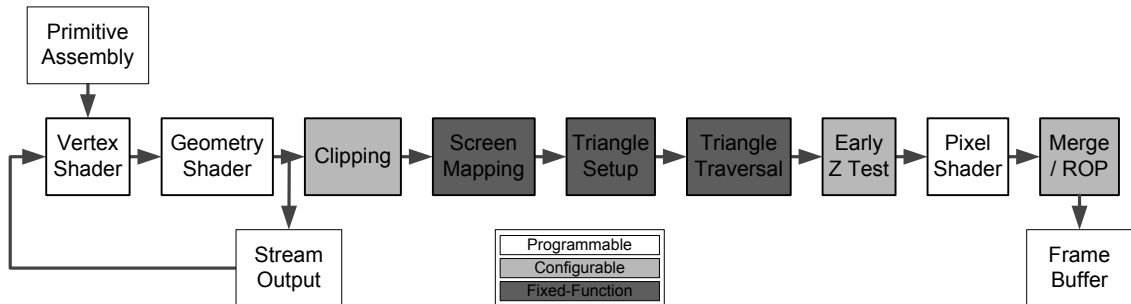 Primitive
Assembly
Vertex
Shader
Geometry
Shader
Clipping
Screen
Mapping
Triangle
Setup
Triangle
Traversal
Early
Z Test
Pixel
Shader
Merge
/ ROP
Stream
Output
Programmable
Configurable
Fixed-Function
Frame
Buffer